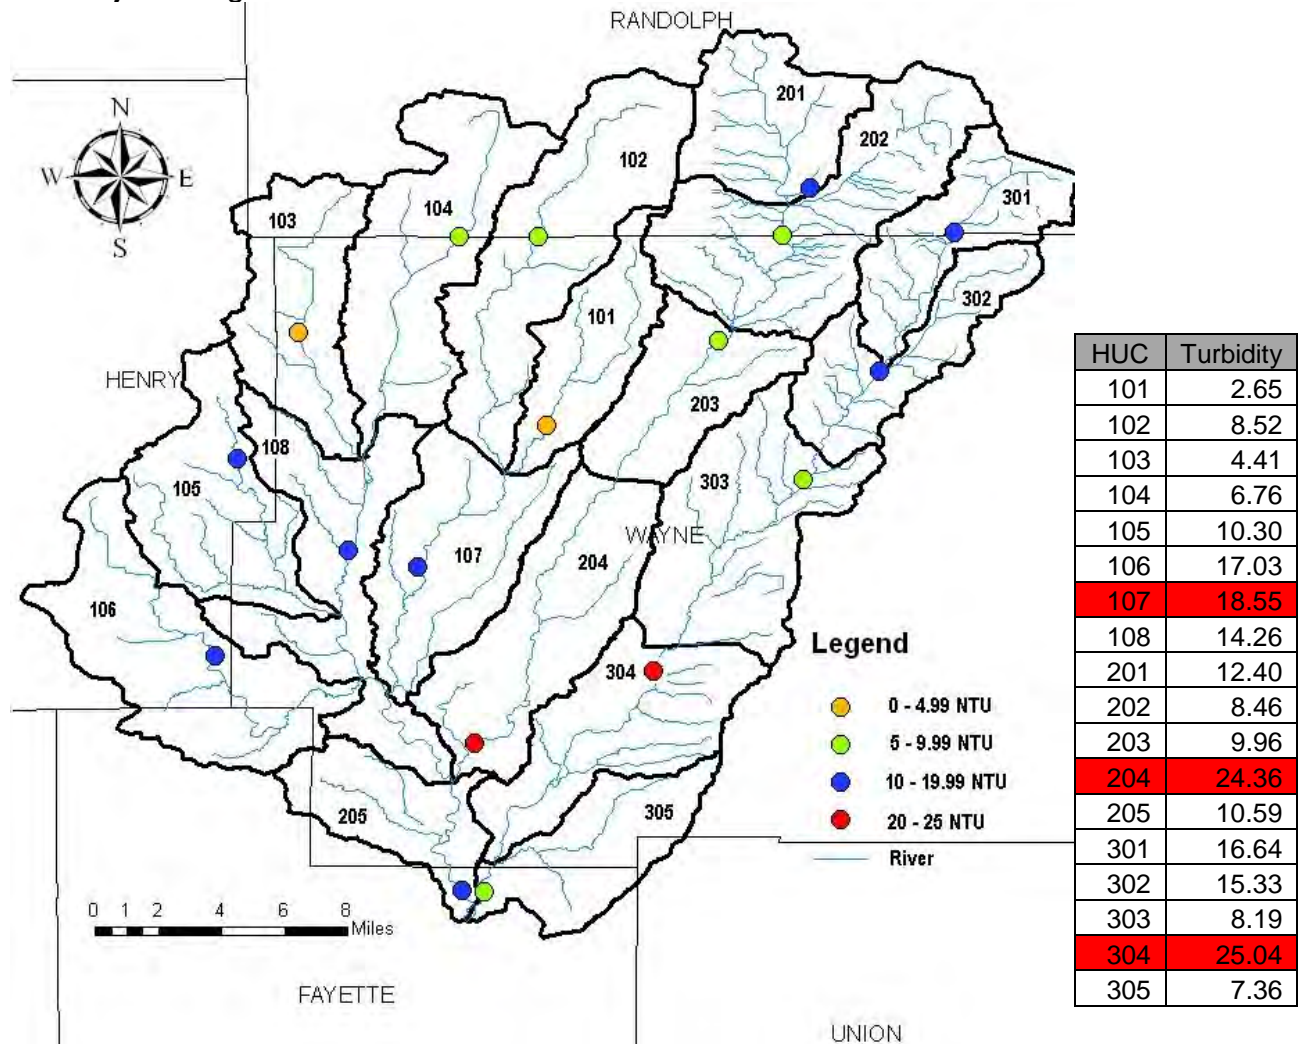 RANDOLPH
201
N
202
102
W
E
301
104
103
S
302
101
HENRY
203
108
303
105
WAYNE
107
204
106
Legend
304
0 - 4.99 NTU
5 - 9.99 NTU
10 - 19.99 NTU
20 - 25 NTU
River
205
305
0 1 2 4 6 8
Miles
FAYETTE
UNION
HUC Turbidity
101 2.65
102 8.52
103 4.41
104 6.76
105 10.30
106 17.03
107 18.55
108 14.26
201 12.40
202 8.46
203 9.96
204 24.36
205 10.59
301 16.64
302 15.33
303 8.19
304 25.04
305 7.36